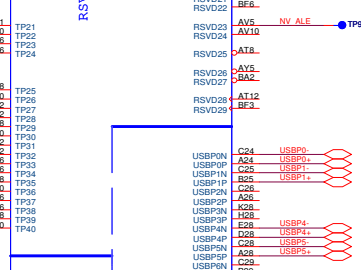 RSVD22 BF6
RSVD23 AV5 NV_ALE
RSVD24 AV10
RSVD25 AT8
RSVD26 AY5
RSVD27 BA2
RSVD28 AT12
RSVD29 BF3
TP21
TP22
TP23
TP24
TP25
TP26
TP27
TP28
TP29
TP30
TP31
TP32
TP33
TP34
TP35
TP36
TP37
TP38
TP39
TP40
USBP0N C24 USBP0-
USBP0P A24 USBP0+
USBP1N C25 USBP1-
USBP1P B25 USBP1+
USBP2N C26
USBP2P A26
USBP3N K28
USBP3P H28
USBP4N E28 USBP4-
USBP4P D28 USBP4+
USBP5N C28 USBP5-
USBP5P A28 USBP5+
USBP6N C29